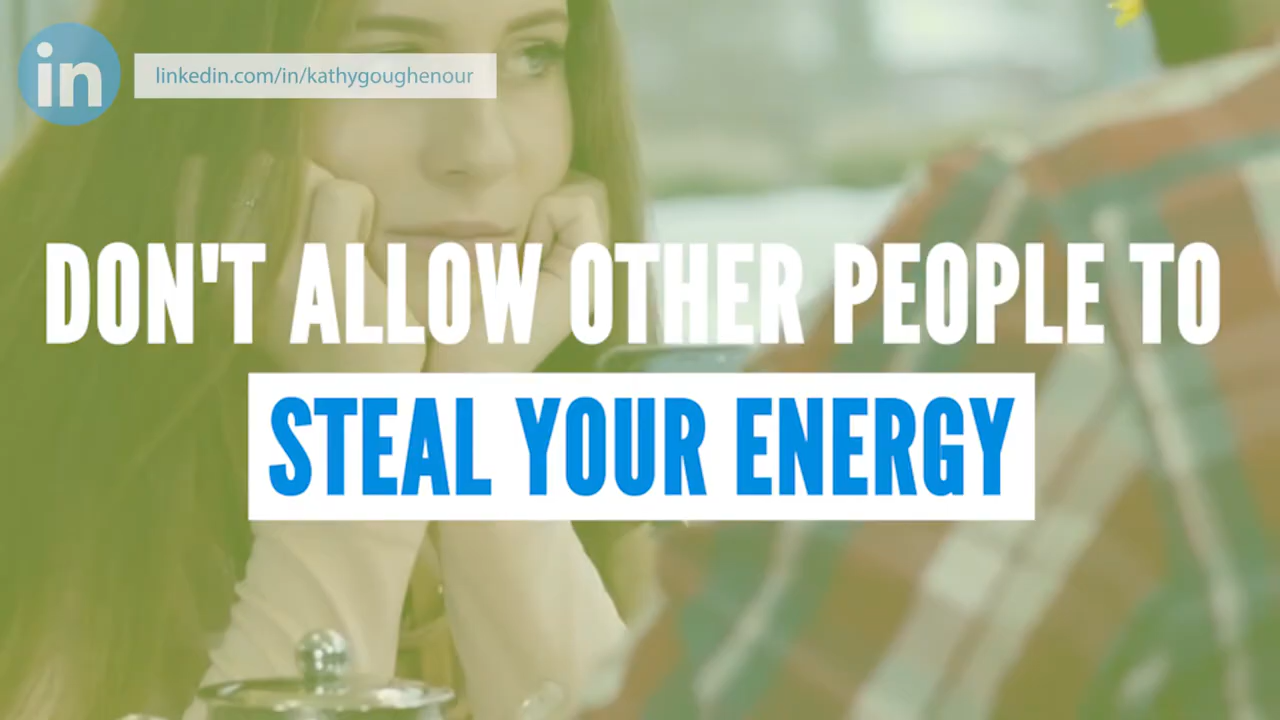 in
linkedin.com/in/kathygoughenour
DON'T ALLOW OTHER PEOPLE TO
STEAL YOUR ENERGY